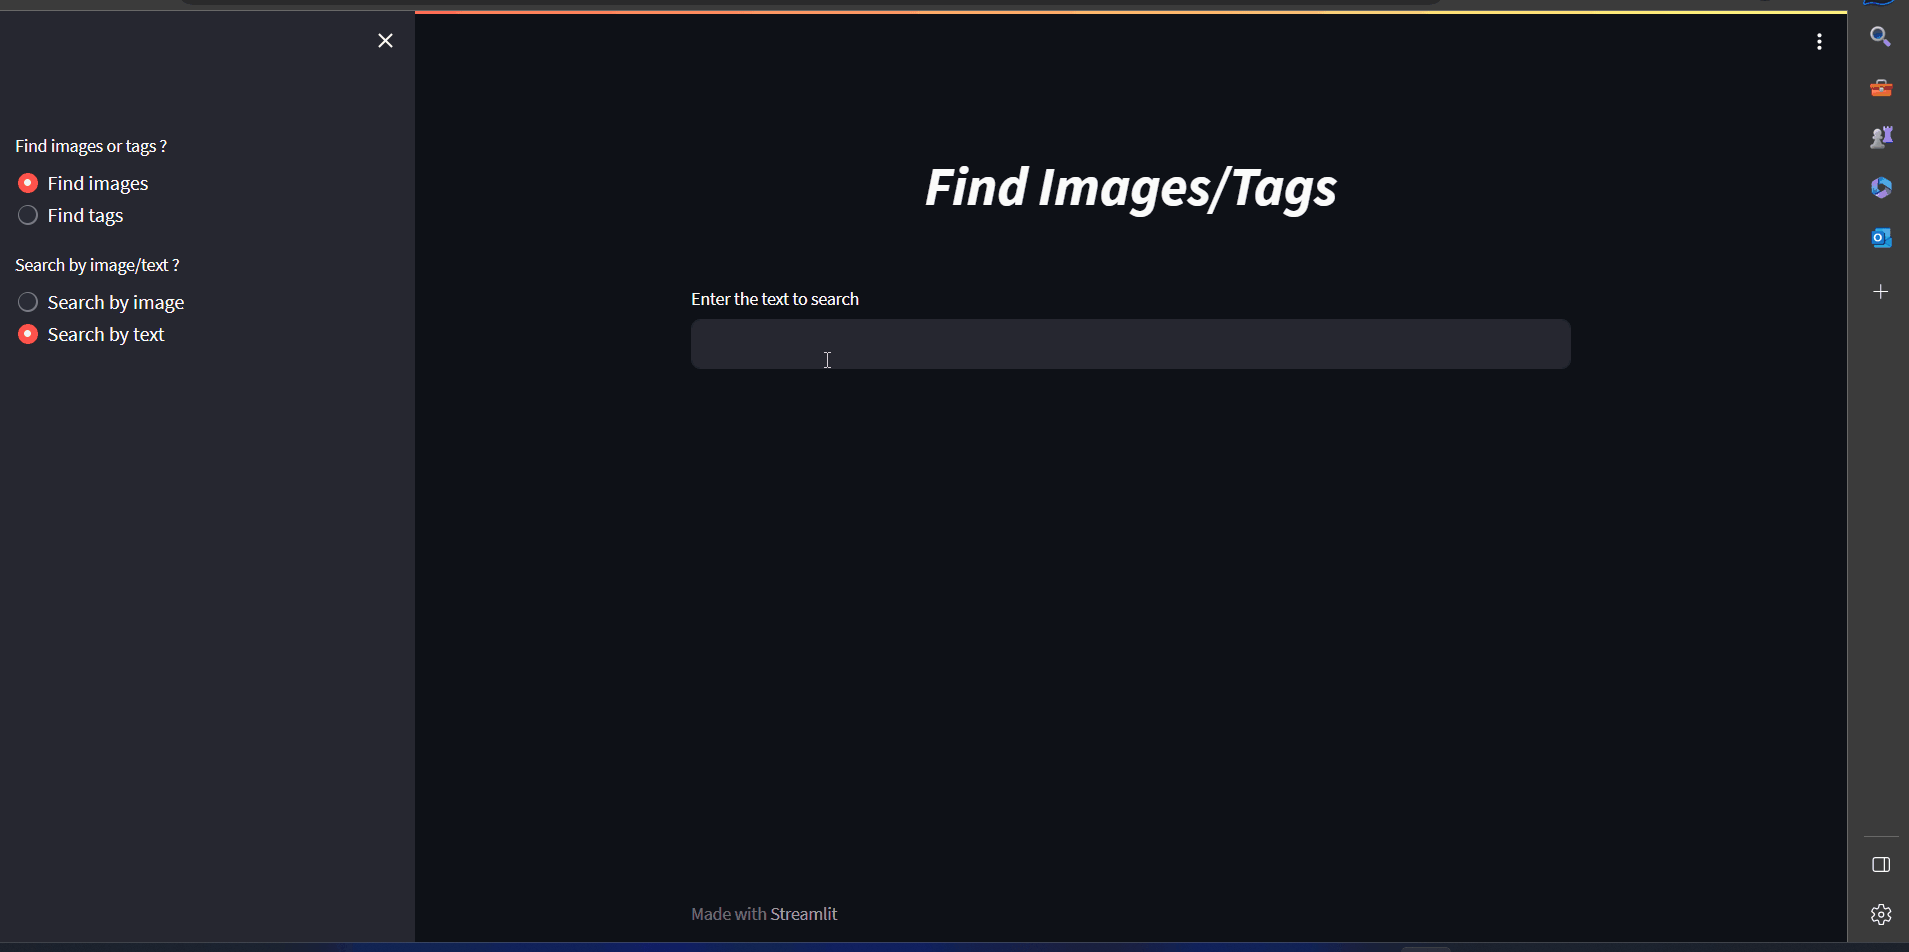 Find images or tags ?
Find images
Find tags
Search by image/text ?
Search by image
Search by text
Find Images/Tags
Enter the text to search
Made with Streamlit